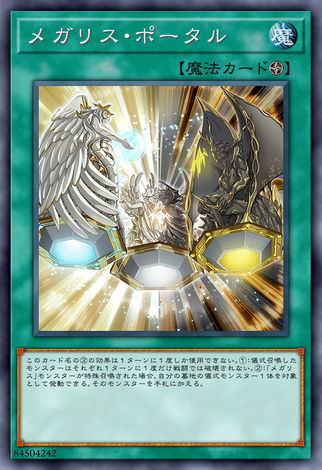 メガリス・ポータル
魔
【魔法カード】
このカード名の②の効果は1ターンに1度しか使用できない。①:儀式召喚した
モンスターはそれぞれ1ターンに1度だけ戦闘では破壊されない。②:「メガリ
ス」モンスターが特殊召喚された場合、自分の墓地の儀式モンスター1体を対象
として発動できる。そのモンスターを手札に加える。
84504242